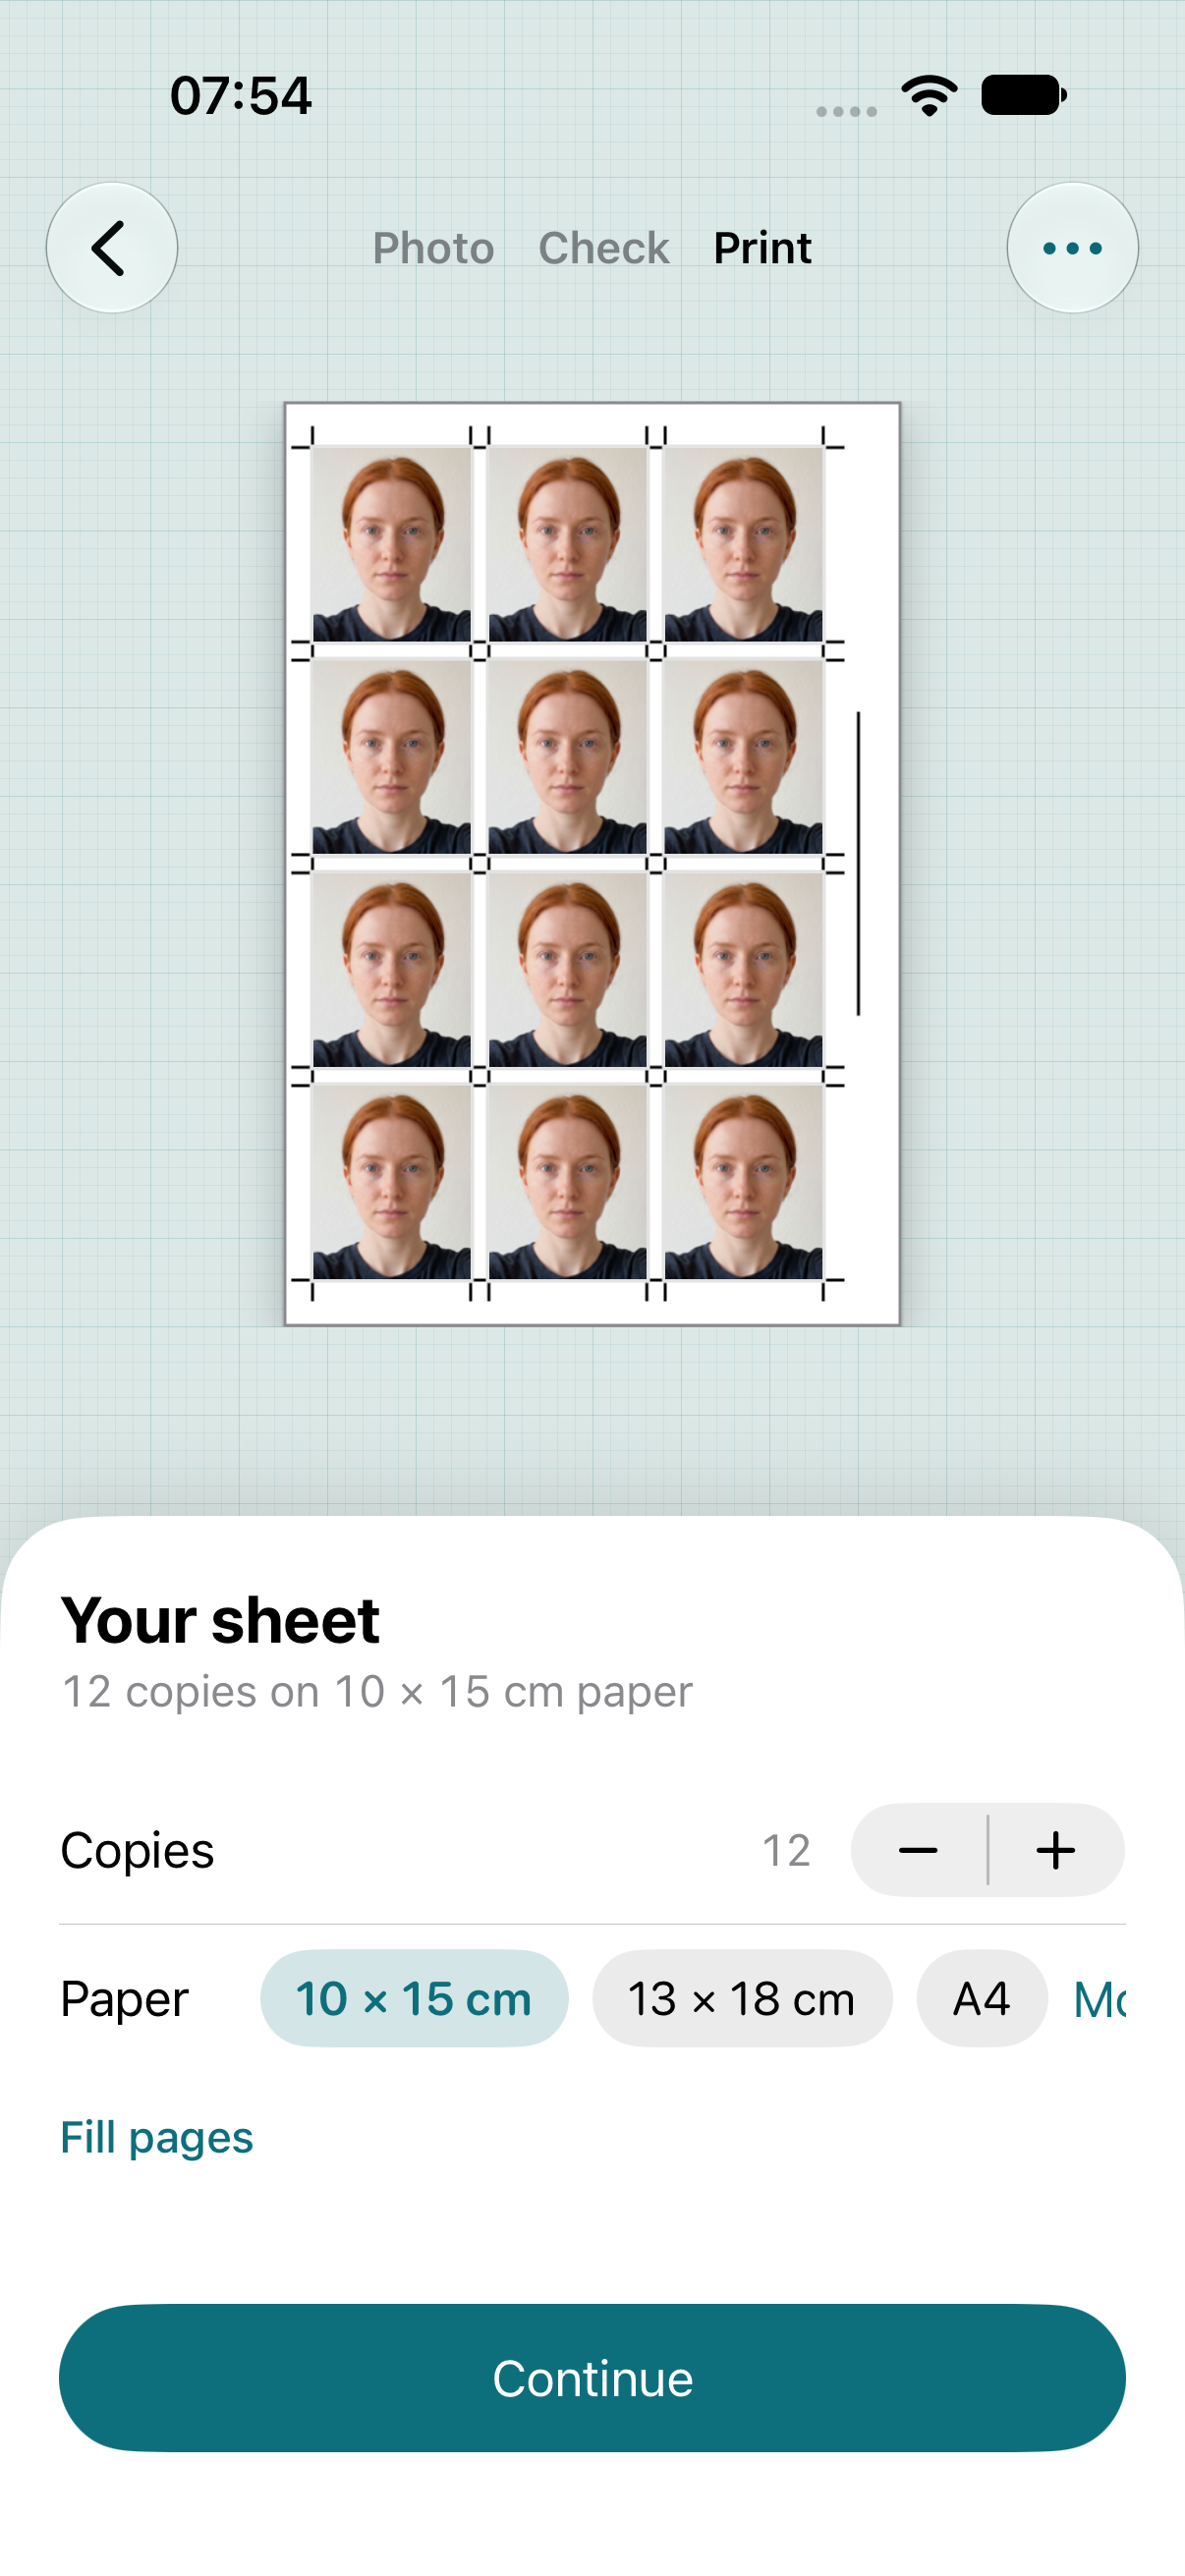 07:54
Photo Check Print
Your sheet
12 copies on 10 × 15 cm paper
Copies 12
Paper 10 × 15 cm 13 × 18 cm A4
Fill pages
Continue